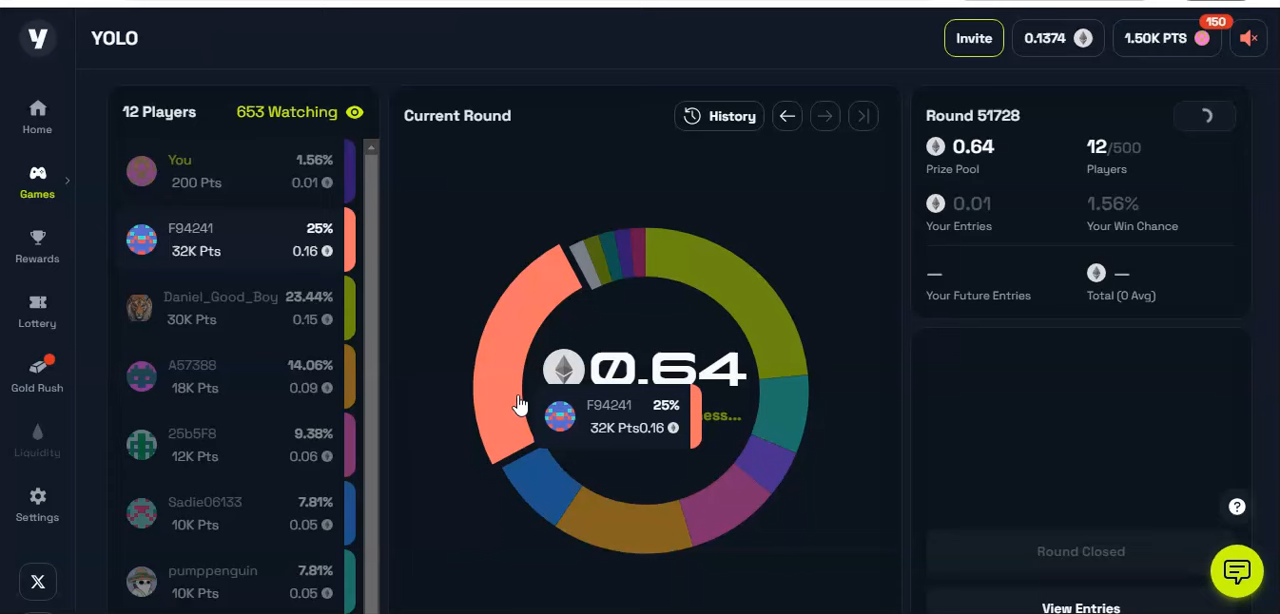 YOLO
Invite
0.1374
1.50K PTS
150
Home
Games
Rewards
Lottery
Gold Rush
Liquidity
Settings
12 Players
653 Watching
You 1.56%
200 Pts 0.01
F94241 25%
32K Pts 0.16
Daniel_Good_Boy 23.44%
30K Pts 0.15
A57388 14.06%
18K Pts 0.09
25b5F8 9.38%
12K Pts 0.06
Sadie06133 7.81%
10K Pts 0.05
pumppenguin 7.81%
10K Pts 0.05
Current Round
History
0.64
F94241 25%
32K Pts0.16
ess...
Round 51728
0.64
Prize Pool
12/500
Players
0.01
Your Entries
1.56%
Your Win Chance
—
Your Future Entries
—
Total (0 Avg)
?
Round Closed
View Entries